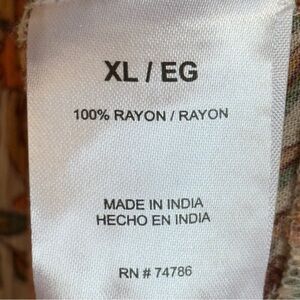 XL / EG
100% RAYON / RAYON
MADE IN INDIA
HECHO EN INDIA
RN # 74786